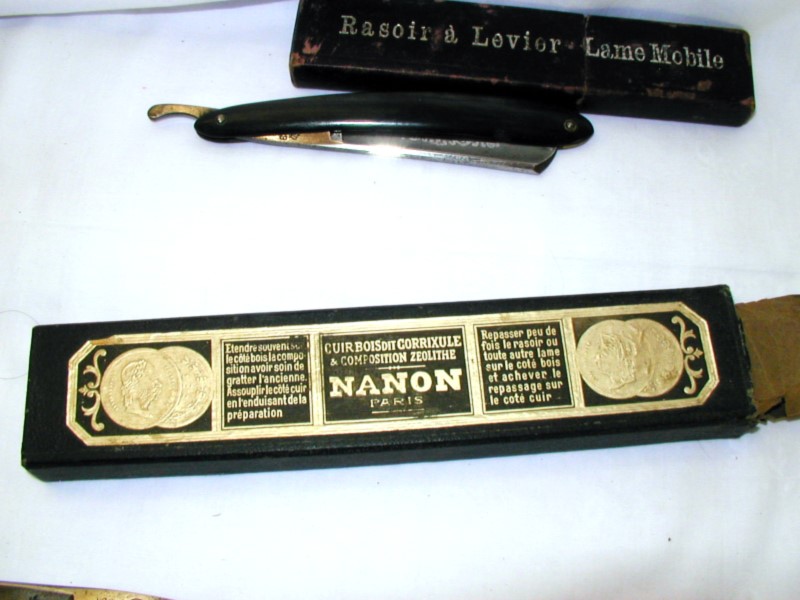 Rasoir à Levier Lame Mobile
Etendre souvent sur
le côté bois la compo-
sition avoir soin de
gratter l'ancienne.
Assouplir le côté cuir
en l'enduisant de la
préparation
CUIR BOIS DIT CORRIXULE
& COMPOSITION ZEOLITHE
NANON
PARIS
Repasser peu de
fois le rasoir ou
toute autre lame
sur le coté bois
et achever le
repassage sur
le coté cuir